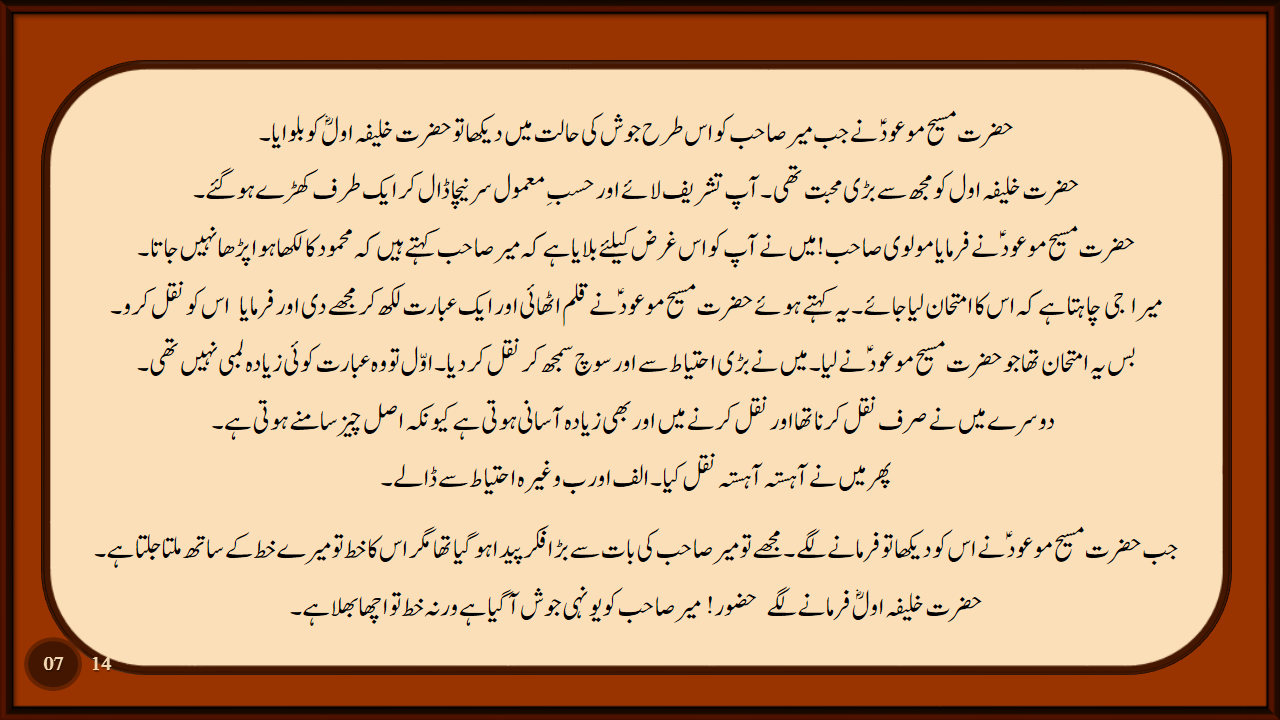 حضرت مسیح موعودؑ نے جب میر صاحب کو اس طرح جوش کی حالت میں دیکھا تو حضرت خلیفہ اولؓ کو بلوایا۔
حضرت خلیفہ اول کو مجھ سے بڑی محبت تھی۔ آپ تشریف لائے اور حسبِ معمول سر نیچا ڈال کر ایک طرف کھڑے ہو گئے۔
حضرت مسیح موعودؑ نے فرمایا مولوی صاحب! میں نے آپ کو اس غرض کیلئے بلایا ہے کہ میر صاحب کہتے ہیں کہ محمود کا لکھا ہوا پڑھا نہیں جاتا۔
میرا جی چاہتا ہے کہ اس کا امتحان لیا جائے۔ یہ کہتے ہوئے حضرت مسیح موعودؑ نے قلم اٹھائی اور ایک عبارت لکھ کر مجھے دی اور فرمایا اس کو نقل کرو۔
بس یہ امتحان تھا جو حضرت مسیح موعودؑ نے لیا۔ میں نے بڑی احتیاط سے اور سوچ سمجھ کر نقل کر دیا۔ اوّل تو وہ عبارت کوئی زیادہ لمبی نہیں تھی۔
دوسرے میں نے صرف نقل کرنا تھا اور نقل کرنے میں اور بھی زیادہ آسانی ہوتی ہے کیونکہ اصل چیز سامنے ہوتی ہے۔
پھر میں نے آہستہ آہستہ نقل کیا۔ الف اور ب وغیرہ احتیاط سے ڈالے۔
جب حضرت مسیح موعودؑ نے اس کو دیکھا تو فرمانے لگے۔ مجھے تو میر صاحب کی بات سے بڑا فکر پیدا ہو گیا تھا مگر اس کا خط تو میرے خط کے ساتھ ملتا جلتا ہے۔
حضرت خلیفہ اولؓ فرمانے لگے حضور! میر صاحب کو یونہی جوش آ گیا ہے ورنہ خط تو اچھا بھلا ہے۔
07 14